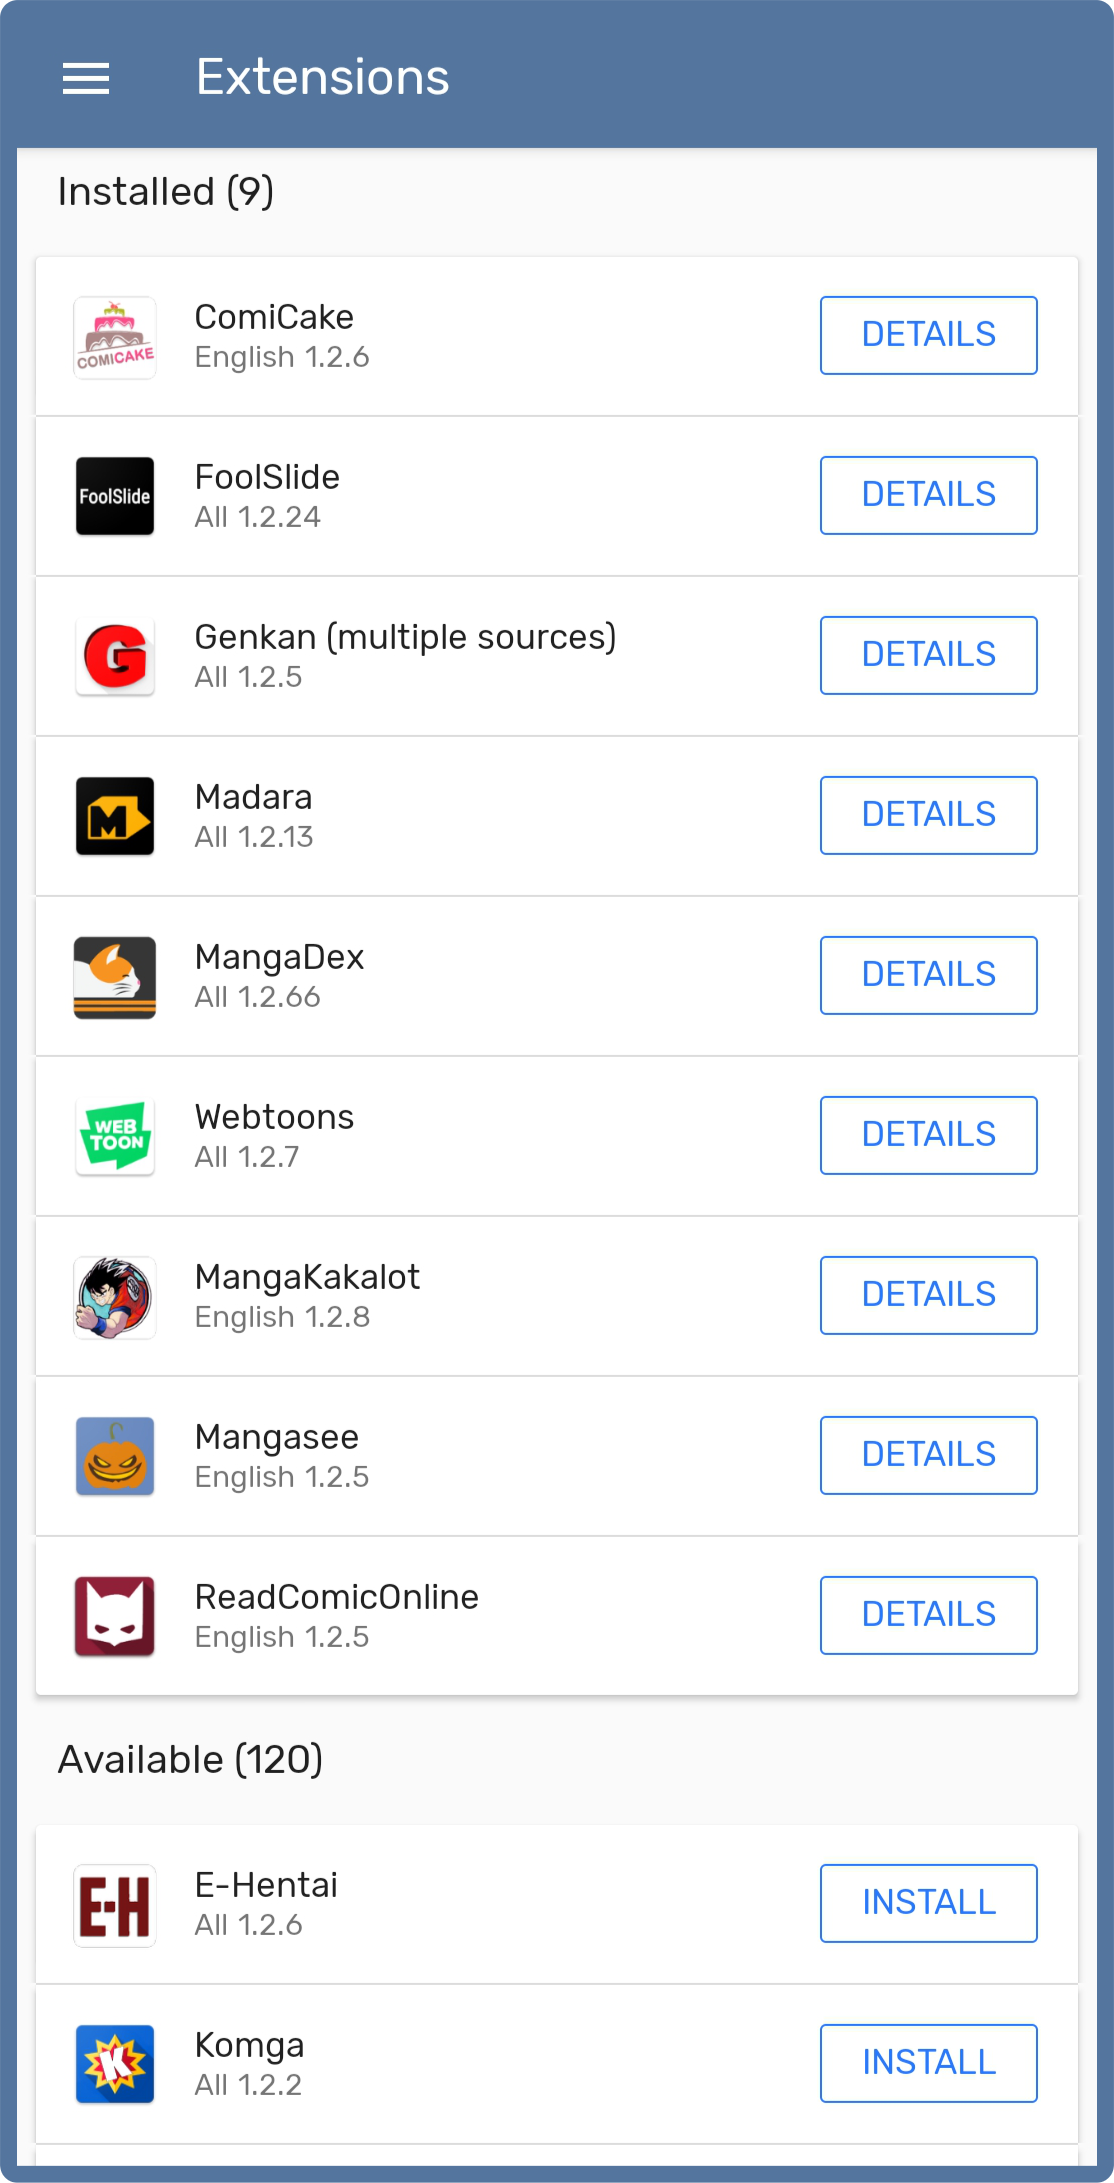 Extensions
Installed (9)
COMICAKE
ComiCake
English 1.2.6
DETAILS
FoolSlide
FoolSlide
All 1.2.24
DETAILS
G
Genkan (multiple sources)
All 1.2.5
DETAILS
M
Madara
All 1.2.13
DETAILS
MangaDex
All 1.2.66
DETAILS
WEB
TOON
Webtoons
All 1.2.7
DETAILS
MangaKakalot
English 1.2.8
DETAILS
Mangasee
English 1.2.5
DETAILS
ReadComicOnline
English 1.2.5
DETAILS
Available (120)
E-H
E-Hentai
All 1.2.6
INSTALL
K
Komga
All 1.2.2
INSTALL